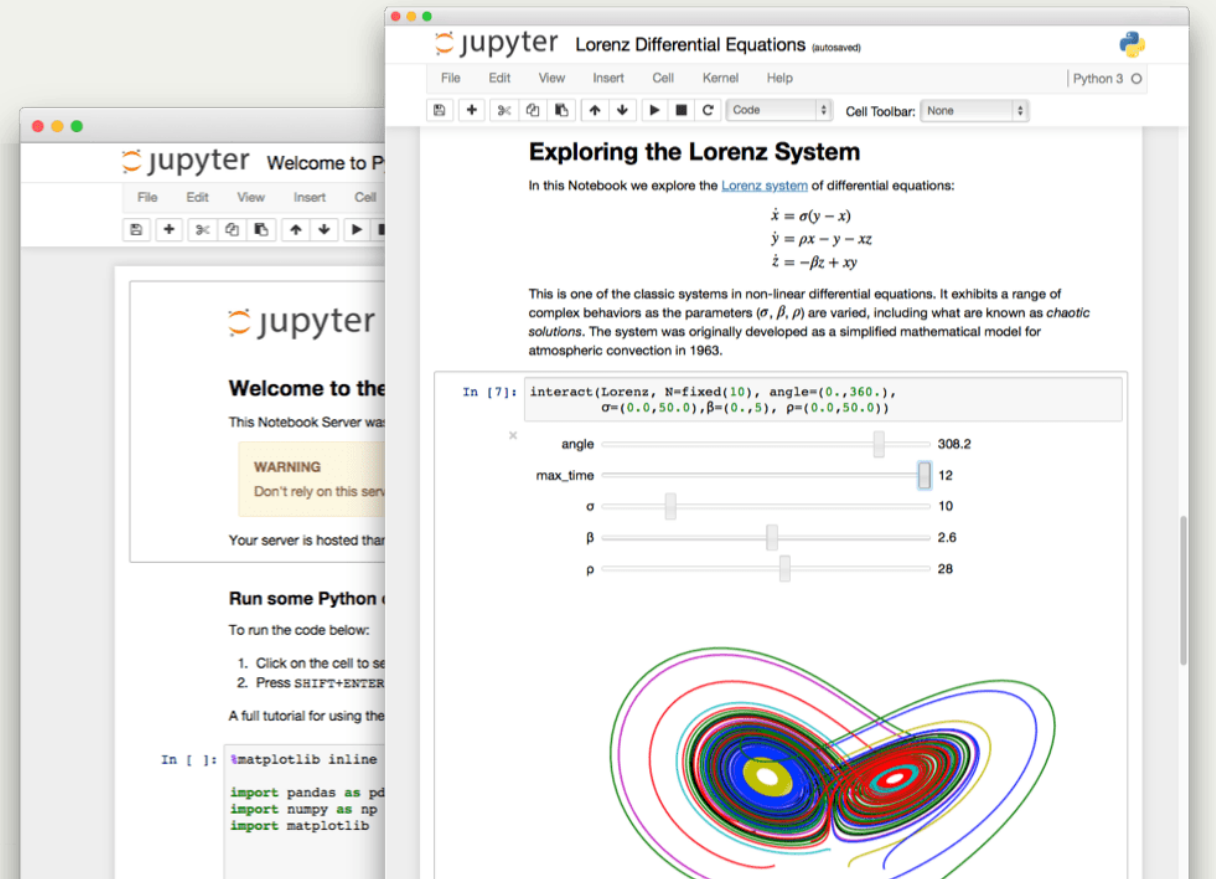 jupyter Lorenz Differential Equations (autosaved)
File Edit View Insert Cell Kernel Help Python 3
Code Cell Toolbar: None
Exploring the Lorenz System
In this Notebook we explore the Lorenz system of differential equations:
ẋ = σ(y − x)
ẏ = ρx − y − xz
ż = −βz + xy
This is one of the classic systems in non-linear differential equations. It exhibits a range of
complex behaviors as the parameters (σ, β, ρ) are varied, including what are known as chaotic
solutions. The system was originally developed as a simplified mathematical model for
atmospheric convection in 1963.
In [7]: interact(Lorenz, N=fixed(10), angle=(0.,360.),
σ=(0.0,50.0),β=(0.,5), ρ=(0.0,50.0))
angle 308.2
max_time 12
σ 10
β 2.6
ρ 28
jupyter Welcome to P
File Edit View Insert Cell
jupyter
Welcome to the
This Notebook Server was
WARNING
Don't rely on this serv
Your server is hosted than
Run some Python
To run the code below:
1. Click on the cell to se
2. Press SHIFT+ENTER
A full tutorial for using the
In [ ]: %matplotlib inline
import pandas as pd
import numpy as np
import matplotlib